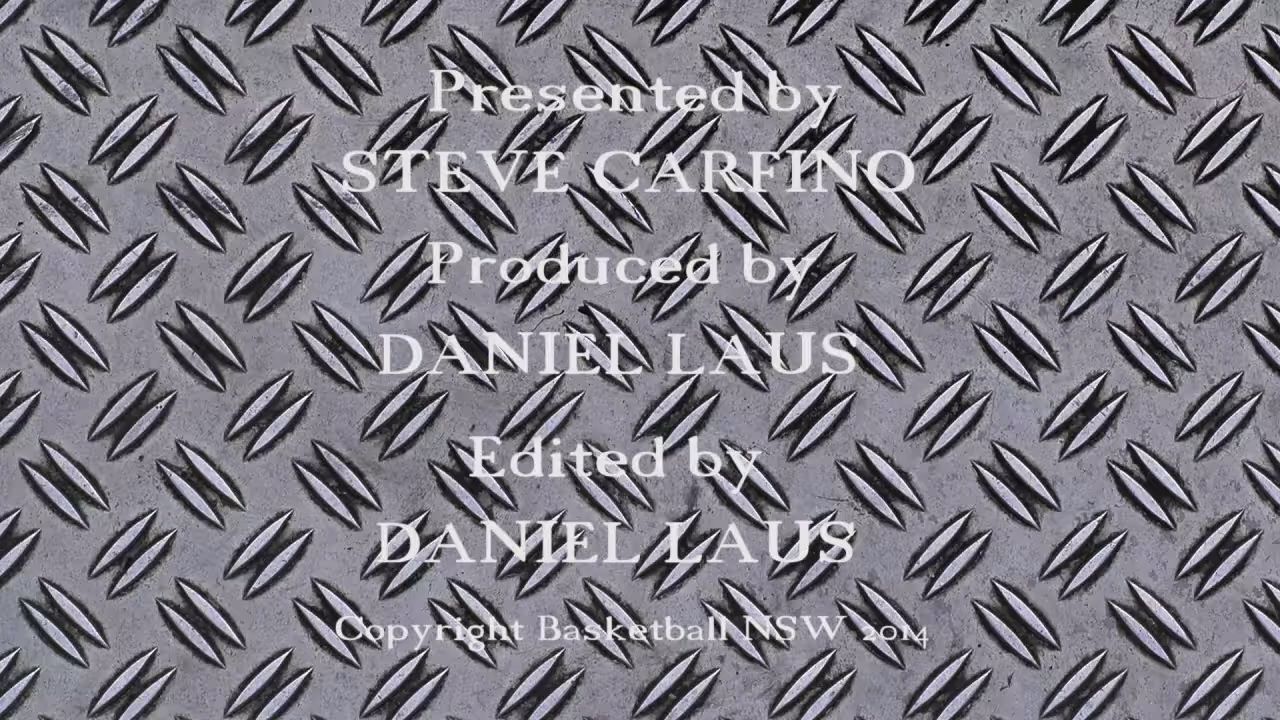 Presented by
STEVE CARFINO
Produced by
DANIEL LAUS
Edited by
DANIEL LAUS
Copyright Basketball NSW 2014